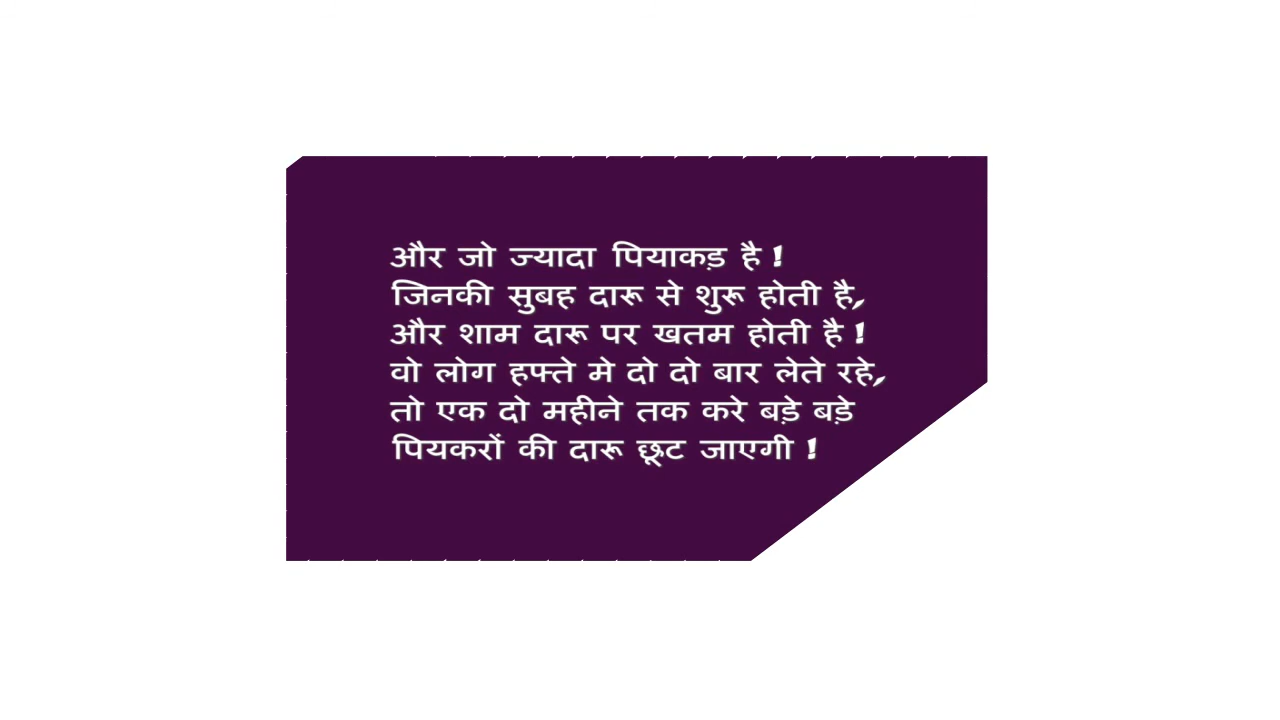 और जो ज्यादा पियाकड़ है !
जिनकी सुबह दारू से शुरू होती है,
और शाम दारू पर खतम होती है !
वो लोग हफ्ते मे दो दो बार लेते रहे,
तो एक दो महीने तक करे बड़े बड़े
पियकरों की दारू छूट जाएगी !